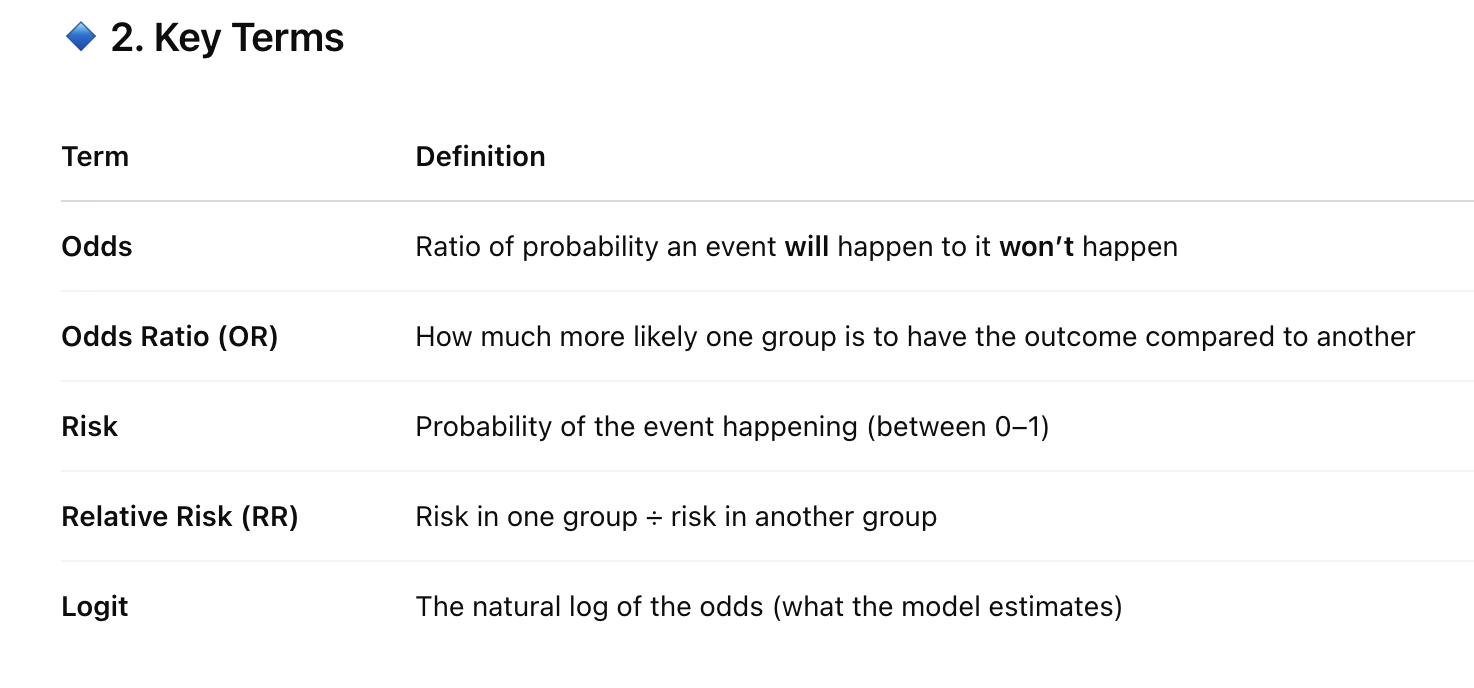 🔷 2. Key Terms
Term Definition
Odds Ratio of probability an event will happen to it won’t happen
Odds Ratio (OR) How much more likely one group is to have the outcome compared to another
Risk Probability of the event happening (between 0–1)
Relative Risk (RR) Risk in one group ÷ risk in another group
Logit The natural log of the odds (what the model estimates)